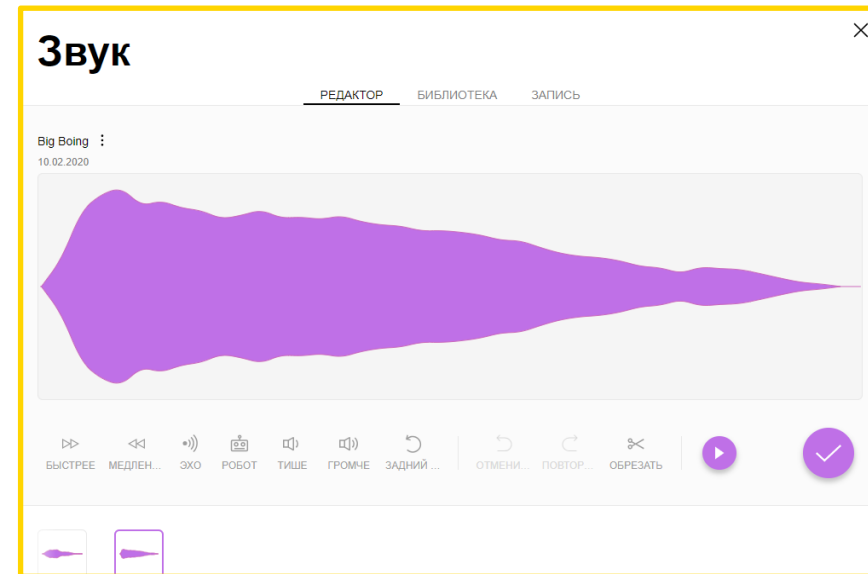 Звук
РЕДАКТОР БИБЛИОТЕКА ЗАПИСЬ
Big Boing
10.02.2020
БЫСТРЕЕ МЕДЛЕН... ЭХО РОБОТ ТИШЕ ГРОМЧЕ ЗАДНИЙ ... ОТМЕНИ... ПОВТОР... ОБРЕЗАТЬ